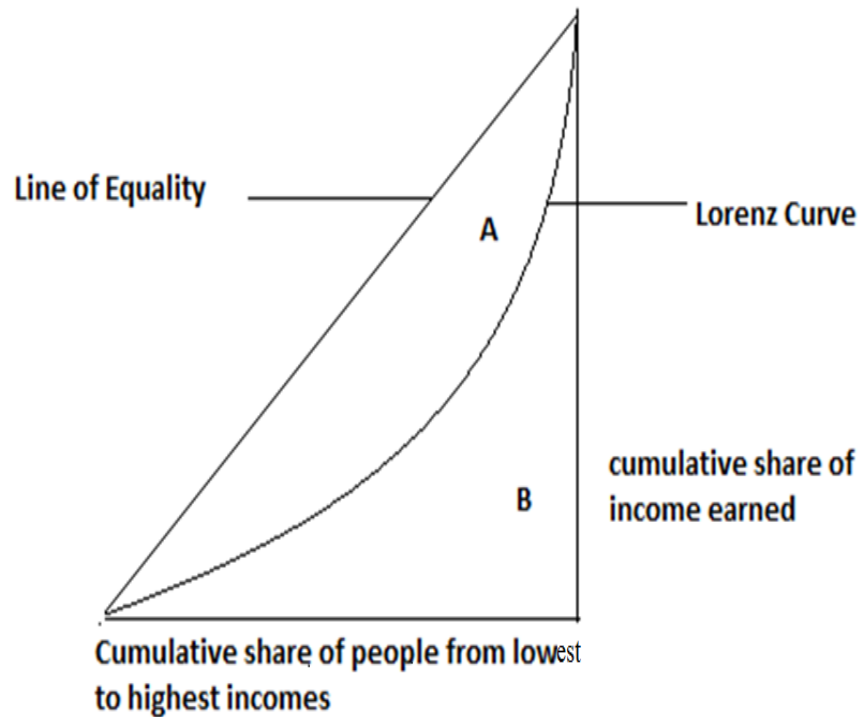 Line of Equality
A
Lorenz Curve
cumulative share of
income earned
B
Cumulative share of people from lowest
to highest incomes